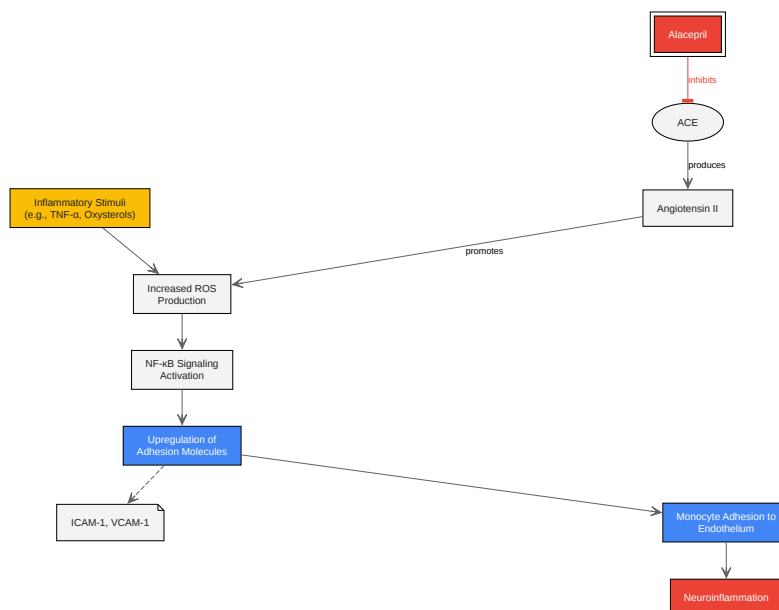 Alacepril
inhibits
ACE
produces
Inflammatory Stimuli
(e.g., TNF-α, Oxysterols)
Angiotensin II
promotes
Increased ROS
Production
NF-κB Signaling
Activation
Upregulation of
Adhesion Molecules
ICAM-1, VCAM-1
Monocyte Adhesion to
Endothelium
Neuroinflammation